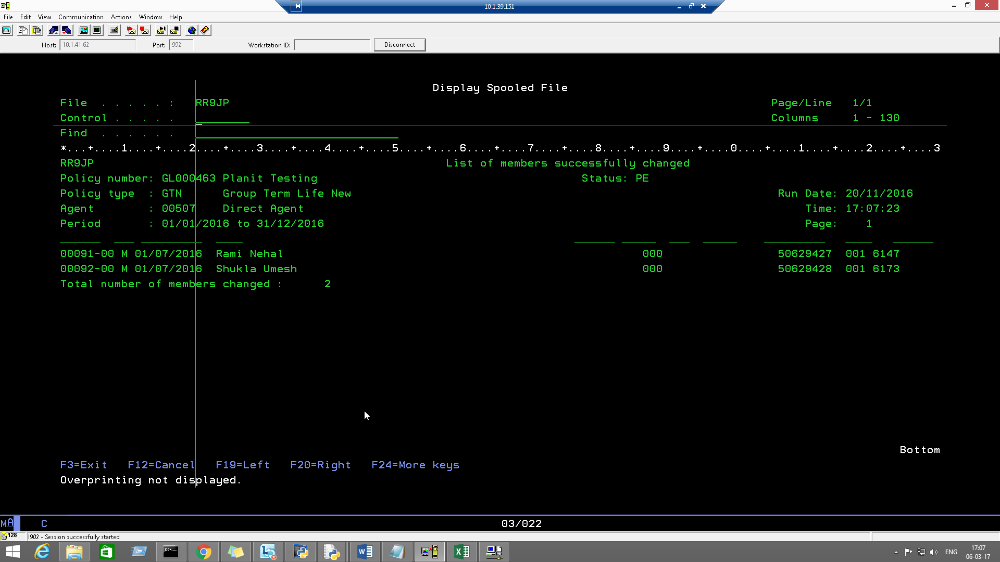 10.1.39.151
File Edit View Communication Actions Window Help
Host: 10.1.41.62 Port: 992 Workstation ID: Disconnect
Display Spooled File
File . . . . . : RR9JP Page/Line 1/1
Control . . . . . Columns 1 - 130
Find . . . . . .
*...+....1....+....2....+....3....+....4....+....5....+....6....+....7....+....8....+....9....+....0....+....1....+....2....+....3
RR9JP List of members successfully changed
Policy number: GL000463 Planit Testing Status: PE
Policy type : GTN Group Term Life New Run Date: 20/11/2016
Agent : 00507 Direct Agent Time: 17:07:23
Period : 01/01/2016 to 31/12/2016 Page: 1
00091-00 M 01/07/2016 Rami Nehal 000 50629427 001 6147
00092-00 M 01/07/2016 Shukla Umesh 000 50629428 001 6173
Total number of members changed : 2
Bottom
F3=Exit F12=Cancel F19=Left F20=Right F24=More keys
Overprinting not displayed.
MA C 03/022
128 I902 - Session successfully started
ENG 17:07
06-03-17